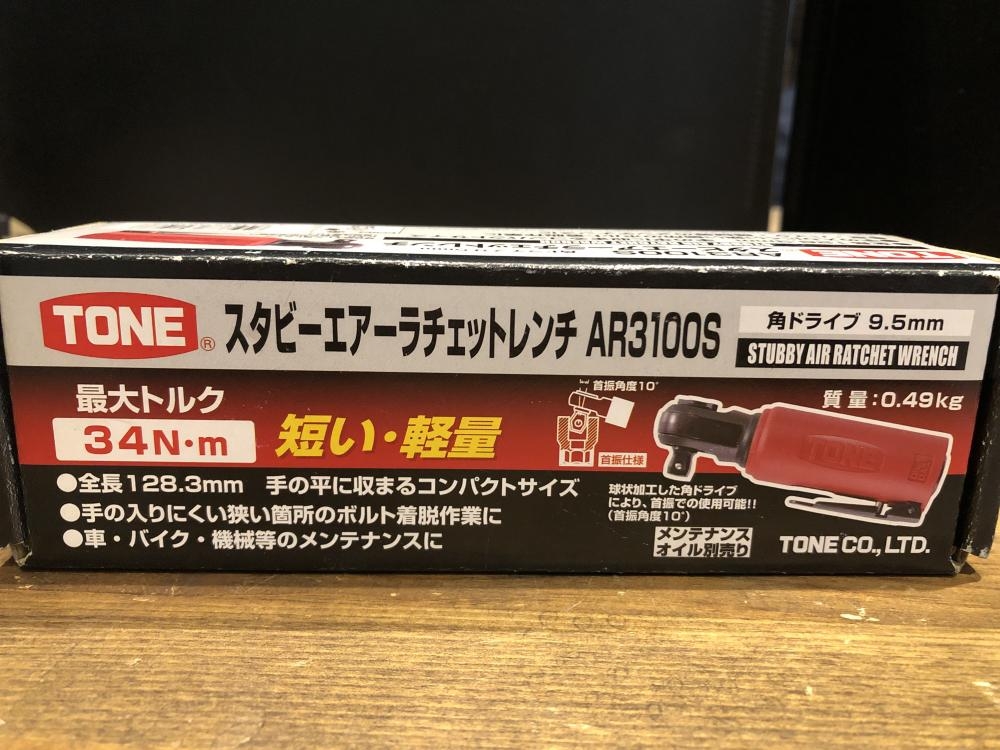 AR3100S
TONE
TONE® スタビーエアーラチェットレンチ AR3100S
角ドライブ 9.5mm
STUBBY AIR RATCHET WRENCH
最大トルク
34N・m
短い・軽量
首振角度10°
首振仕様
質量:0.49kg
TONE
●全長128.3mm 手の平に収まるコンパクトサイズ
●手の入りにくい狭い箇所のボルト着脱作業に
●車・バイク・機械等のメンテナンスに
球状加工した角ドライブ
により、首振での使用可能!!
(首振角度10°)
メンテナンス
オイル別売り
TONE CO., LTD.